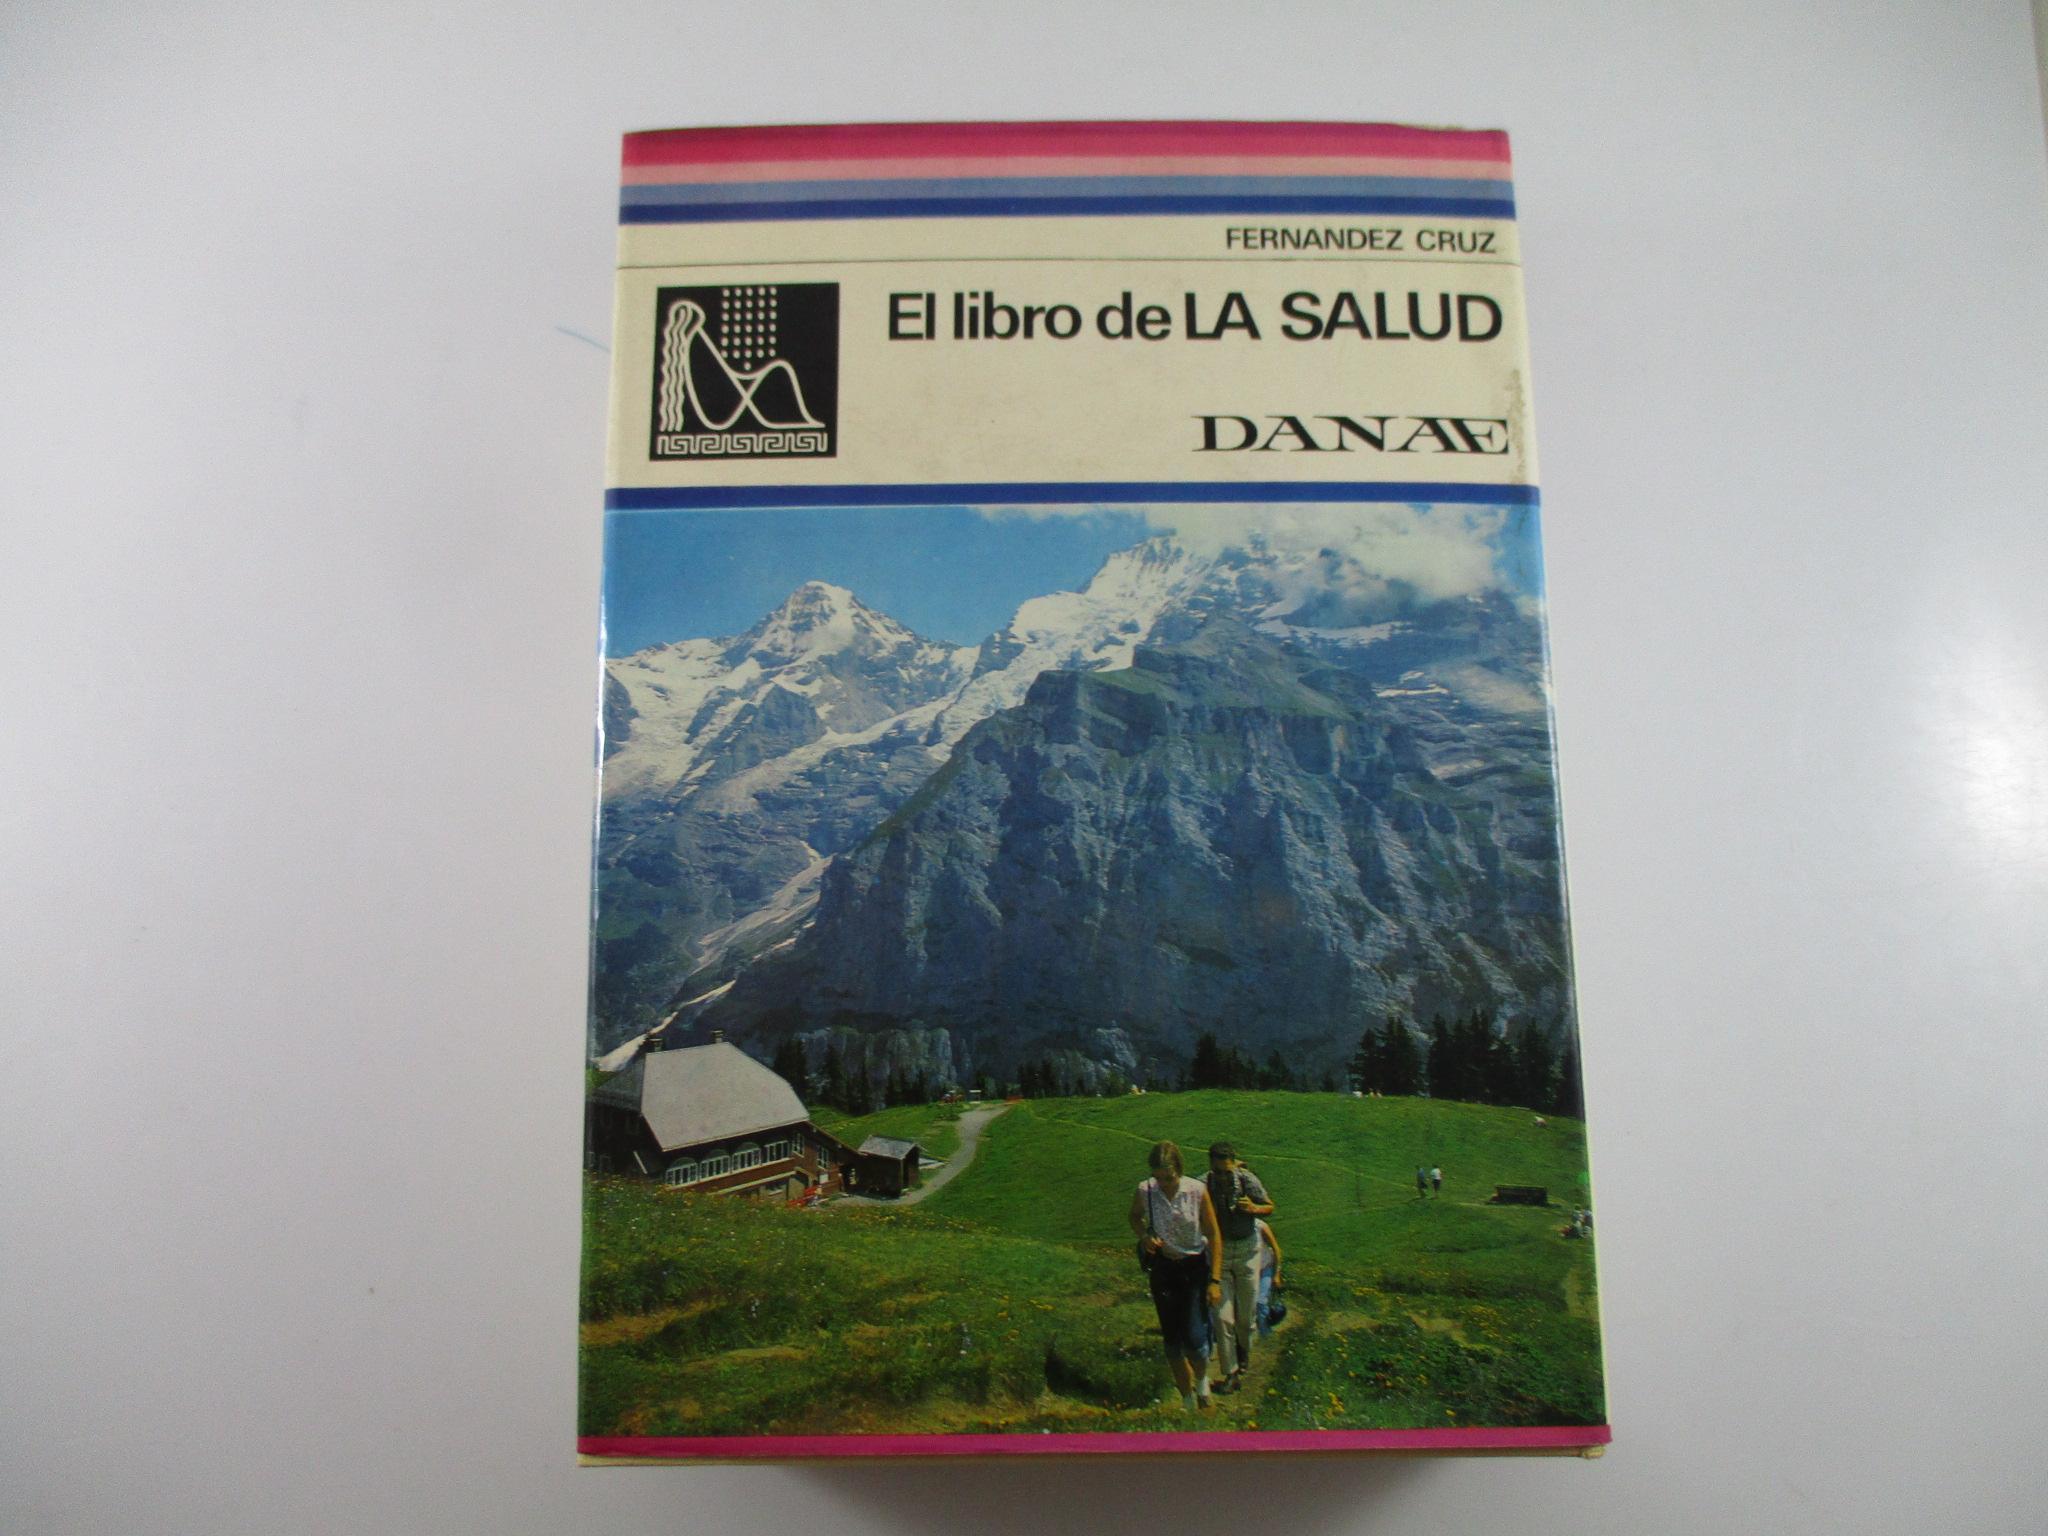 FERNANDEZ CRUZ
El libro de LA SALUD
DANAE